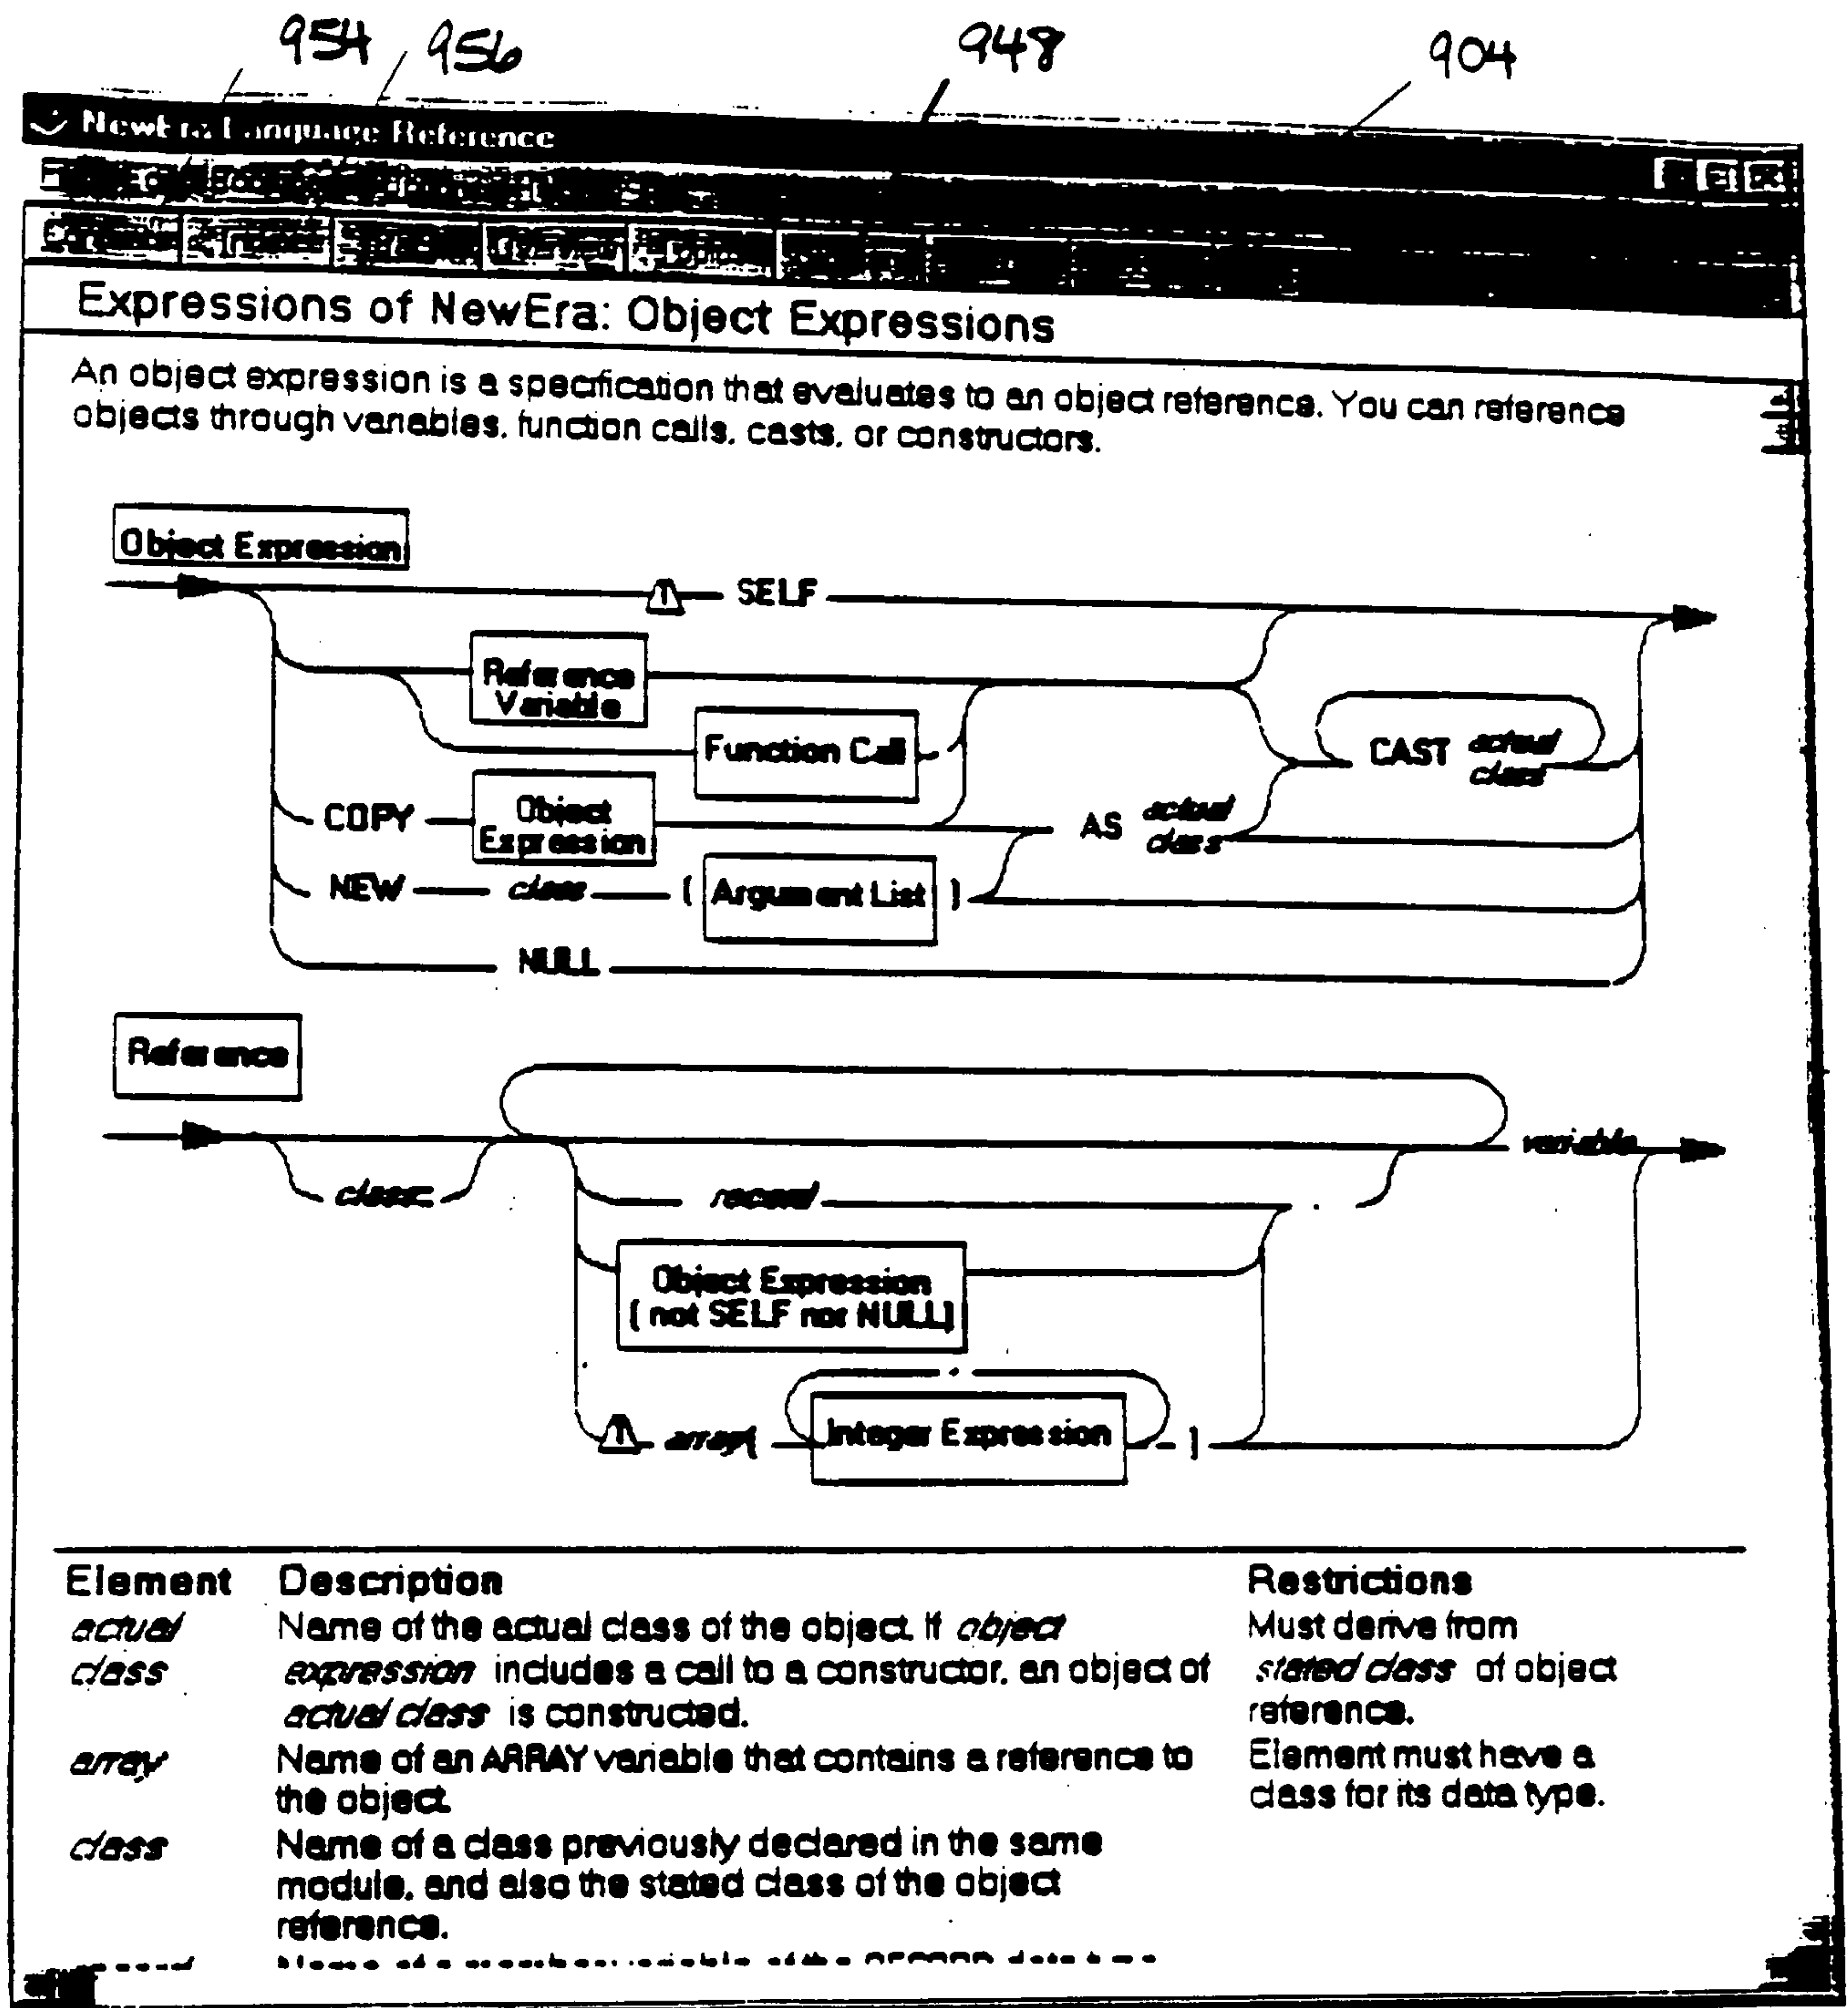 954 956 948 904
NewEra Language Reference
Expressions of NewEra: Object Expressions
An object expression is a specification that evaluates to an object reference. You can reference
objects through variables, function calls, casts, or constructors.
Object Expression
SELF
Reference
Variable
Function Call
CAST actual
class
COPY Object
Expression
AS actual
class
NEW class ( Argument List )
NULL
Reference
variable
class::
record .
Object Expression
( not SELF nor NULL)
,
array[ Integer Expression ]
Element Description Restrictions
actual Name of the actual class of the object. If object Must derive from
class expression includes a call to a constructor, an object of stated class of object
actual class is constructed. reference.
array Name of an ARRAY variable that contains a reference to Element must have a
the object. class for its data type.
class Name of a class previously declared in the same
module, and also the stated class of the object
reference.